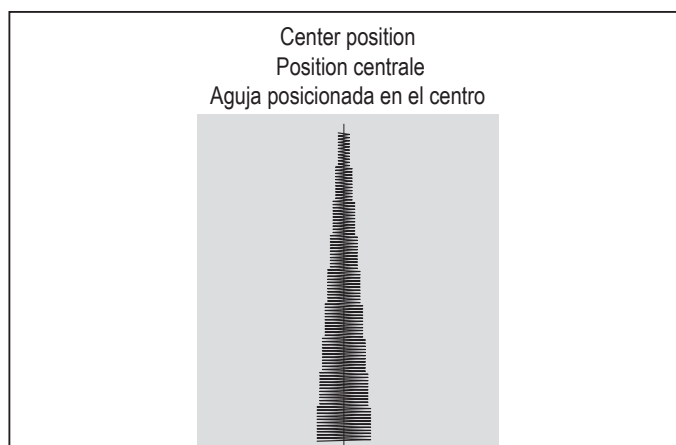 Center position
Position centrale
Aguja posicionada en el centro